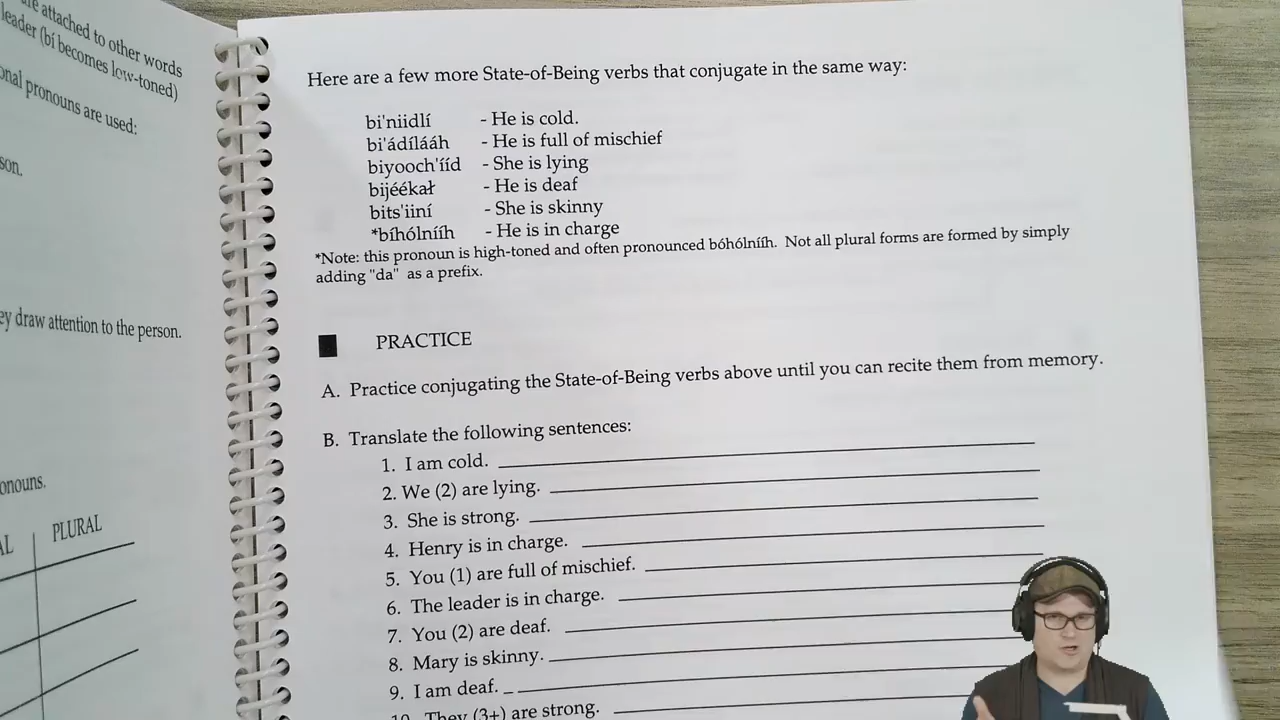 are attached to other words
leader (bí becomes low-toned)
onal pronouns are used:
son.
ey draw attention to the person.
onouns.
AL PLURAL
Here are a few more State-of-Being verbs that conjugate in the same way:
bi'niidlí - He is cold.
bi'ádílááh - He is full of mischief
biyooch'ííd - She is lying
bijéékał - He is deaf
bits'iiní - She is skinny
*bíhólnííh - He is in charge
*Note: this pronoun is high-toned and often pronounced bóhólnííh. Not all plural forms are formed by simply
adding "da" as a prefix.
PRACTICE
A. Practice conjugating the State-of-Being verbs above until you can recite them from memory.
B. Translate the following sentences:
1. I am cold.
2. We (2) are lying.
3. She is strong.
4. Henry is in charge.
5. You (1) are full of mischief.
6. The leader is in charge.
7. You (2) are deaf.
8. Mary is skinny.
9. I am deaf.
10. They (3+) are strong.